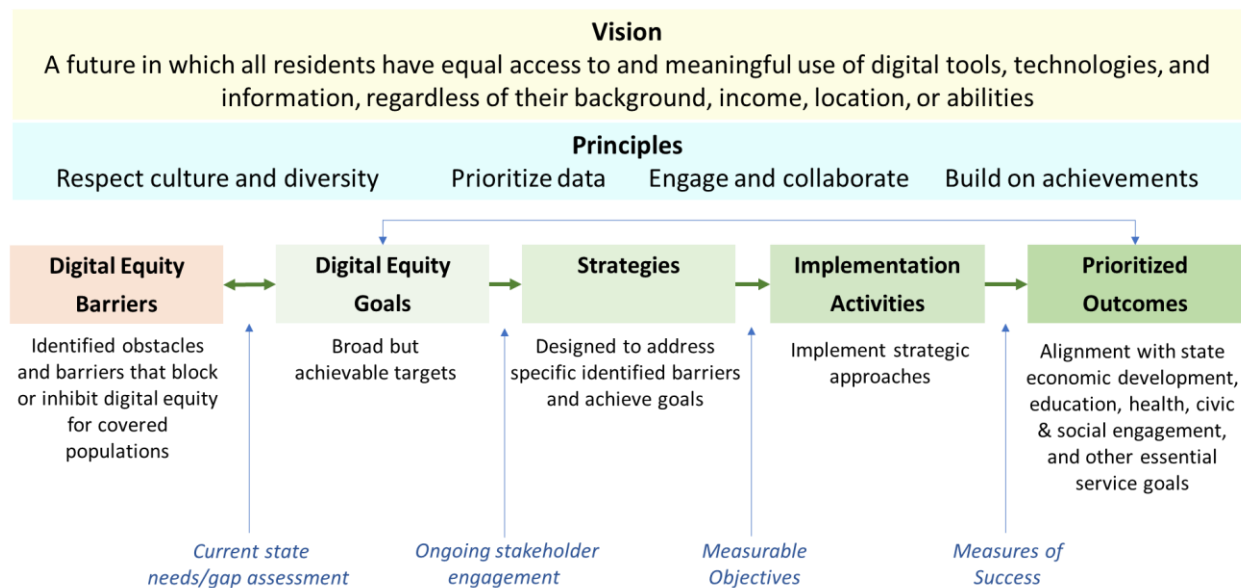 Vision
A future in which all residents have equal access to and meaningful use of digital tools, technologies, and
information, regardless of their background, income, location, or abilities
Principles
Respect culture and diversity Prioritize data Engage and collaborate Build on achievements
Digital Equity
Barriers
Identified obstacles
and barriers that block
or inhibit digital equity
for covered
populations
Digital Equity
Goals
Broad but
achievable targets
Strategies
Designed to address
specific identified barriers
and achieve goals
Implementation
Activities
Implement strategic
approaches
Prioritized
Outcomes
Alignment with state
economic development,
education, health, civic
& social engagement,
and other essential
service goals
Current state
needs/gap assessment
Ongoing stakeholder
engagement
Measurable
Objectives
Measures of
Success